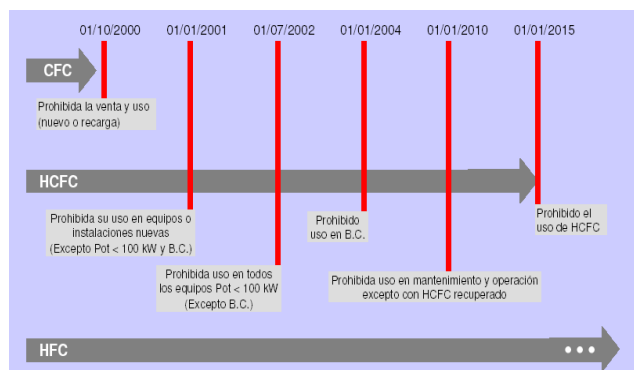 01/10/2000 01/01/2001 01/07/2002 01/01/2004 01/01/2010 01/01/2015
CFC
Prohibida la venta y uso
(nuevo o recarga)
HCFC
Prohibida su uso en equipos o
instalaciones nuevas
(Excepto Pot < 100 kW y B.C.)
Prohibido
uso en B.C.
Prohibido el
uso de HCFC
Prohibida uso en todos
los equipos Pot < 100 kW
(Excepto B.C.)
Prohibida uso en mantenimiento y operación
excepto con HCFC recuperado
HFC